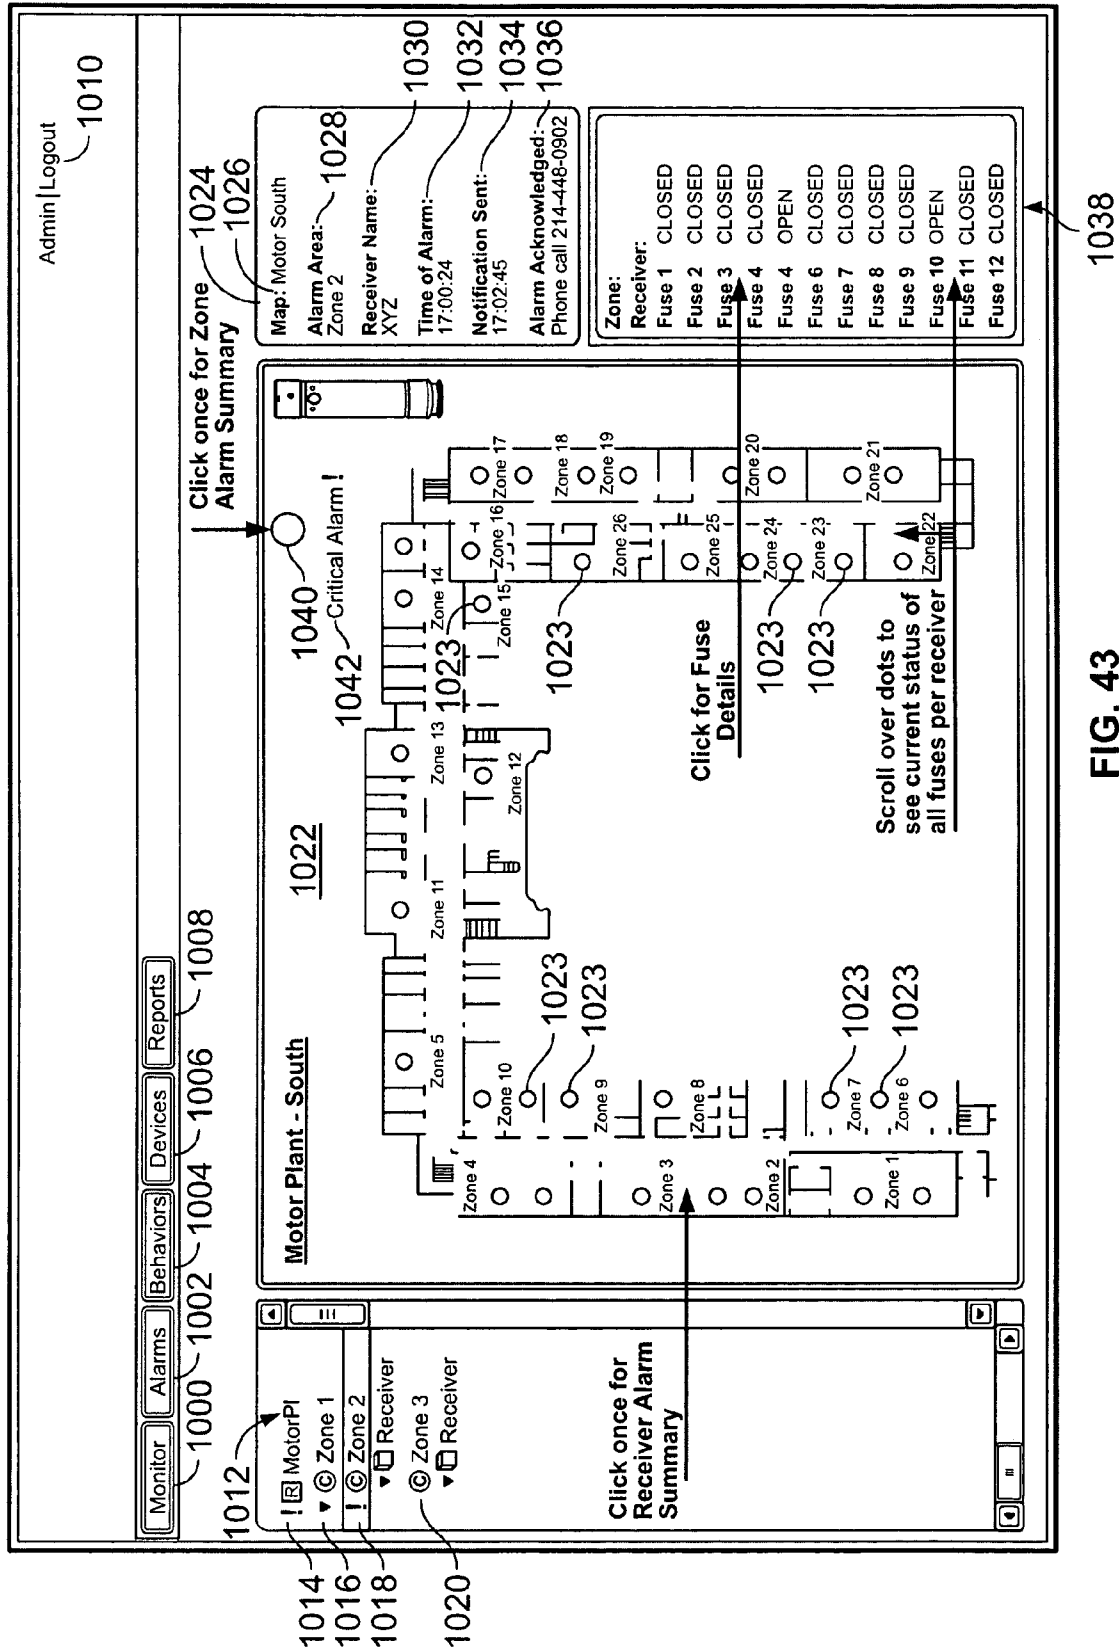 Admin|Logout
1010
Monitor
Alarms
Behaviors
Devices
Reports
1000
1002
1004
1006
1008
1012
1014
1016
1018
1020
! R MotorPl
▼ © Zone 1
! © Zone 2
▼ Receiver
© Zone 3
▼ Receiver
Click once for
Receiver Alarm
Summary
Motor Plant - South
1022
Click once for Zone
Alarm Summary
1040
1042
Critical Alarm !
Zone 4
Zone 3
Zone 2
Zone 1
Zone 10
Zone 9
Zone 8
Zone 7
Zone 6
Zone 5
Zone 11
Zone 13
Zone 12
Zone 14
Zone 15
Zone 16
Zone 26
Zone 25
Zone 24
Zone 23
Zone 22
Zone 17
Zone 18
Zone 19
Zone 20
Zone 21
1023
1023
1023
1023
1023
1023
1023
1023
Click for Fuse
Details
Scroll over dots to
see current status of
all fuses per receiver
1024
1026
Map: Motor South
Alarm Area:
1028
Zone 2
Receiver Name:
1030
XYZ
Time of Alarm:
1032
17:00:24
Notification Sent:
1034
17:02:45
Alarm Acknowledged:
1036
Phone call 214-448-0902
Zone:
Receiver:
Fuse 1 CLOSED
Fuse 2 CLOSED
Fuse 3 CLOSED
Fuse 4 CLOSED
Fuse 4 OPEN
Fuse 6 CLOSED
Fuse 7 CLOSED
Fuse 8 CLOSED
Fuse 9 CLOSED
Fuse 10 OPEN
Fuse 11 CLOSED
Fuse 12 CLOSED
1038
FIG. 43